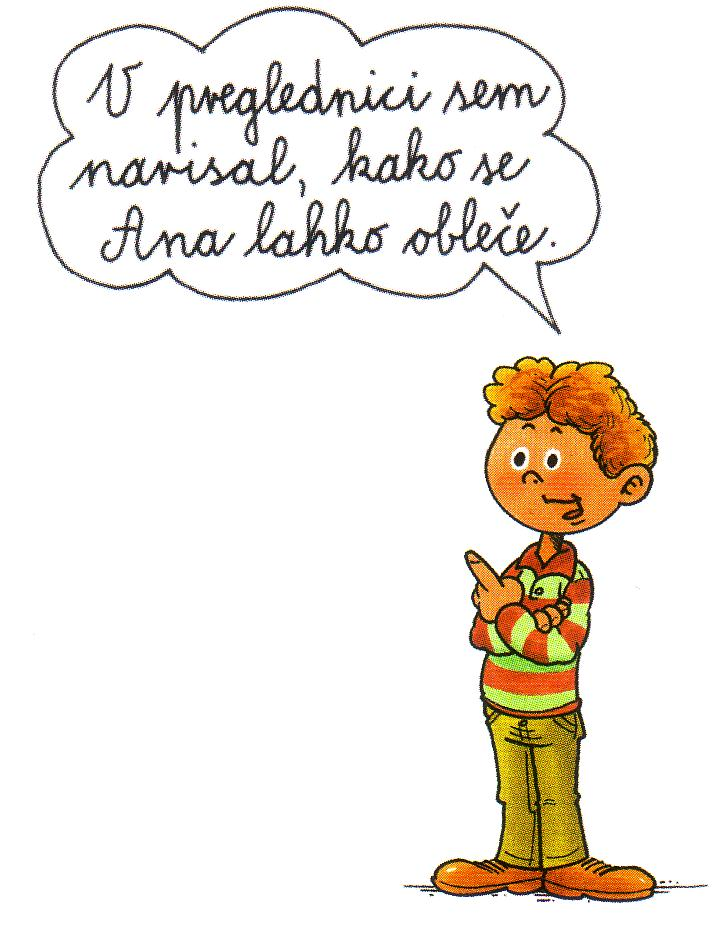 V preglednici sem
narisal, kako se
Ana lahko obleče.